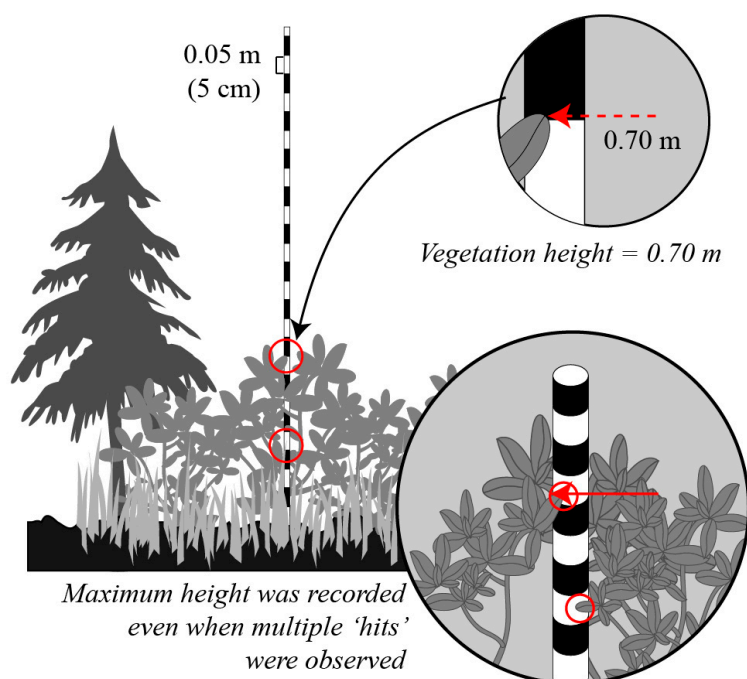 0.05 m
(5 cm)
0.70 m
Vegetation height = 0.70 m
Maximum height was recorded
even when multiple ‘hits’
were observed